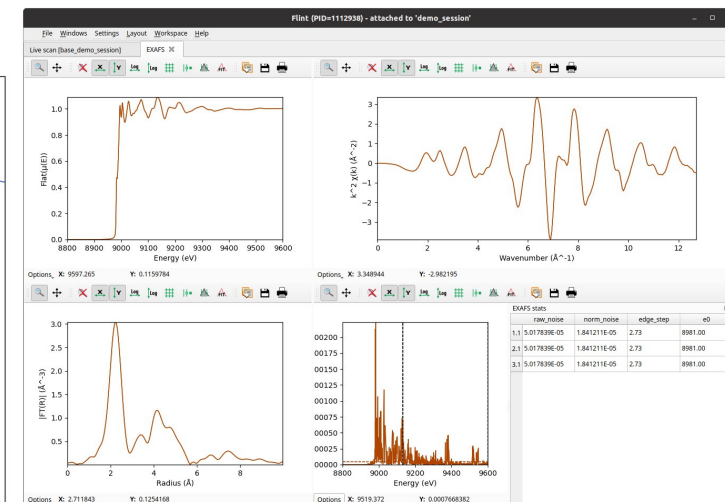 Flint (PID=1112938) - attached to 'demo_session'
File Windows Settings Layout Workspace Help
Live scan [base_demo_session] EXAFS
1.0
0.8
0.6
0.4
0.2
0.0
Flat(μ(E))
8800 8900 9000 9100 9200 9300 9400 9500 9600
Energy (eV)
Options X: 9597.265 Y: 0.1159784
3
2
1
0
−1
−2
−3
k^2 χ(k) (Å^-2)
0 2 4 6 8 10 12
Wavenumber (Å^-1)
Options X: 3.348944 Y: -2.982195
3.0
2.5
2.0
1.5
1.0
0.5
|FT(R)| (Å^-3)
0 2 4 6 8
Radius (Å)
Options X: 2.711843 Y: 0.1254168
00200
00175
00150
00125
00100
00075
00050
00025
00000
8800 9000 9200 9400 9600
Energy (eV)
Options X: 9519.372 Y: 0.0007668382
EXAFS stats
raw_noise norm_noise edge_step e0
1.1 5.017839E-05 1.841211E-05 2.73 8981.00
2.1 5.017839E-05 1.841211E-05 2.73 8981.00
3.1 5.017839E-05 1.841211E-05 2.73 8981.00